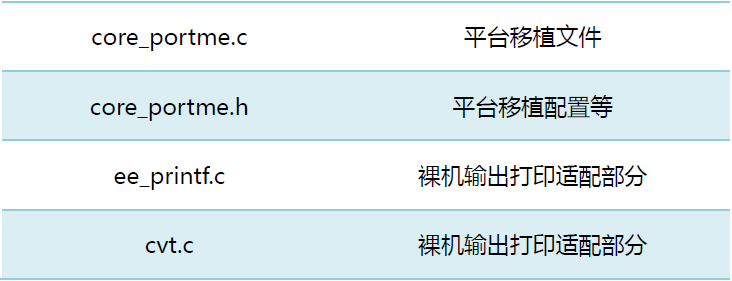 core_portme.c 平台移植文件
core_portme.h 平台移植配置等
ee_printf.c 裸机输出打印适配部分
cvt.c 裸机输出打印适配部分